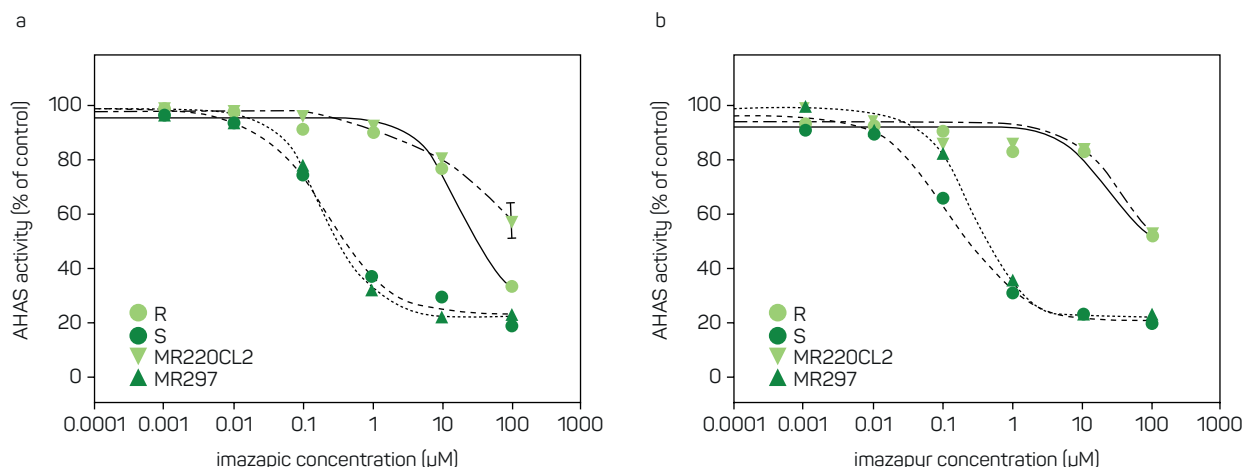 a
AHAS activity (% of control)
100
80
60
40
20
0
R
S
MR220CL2
MR297
0.0001 0.001 0.01 0.1 1 10 100 1000
imazapic concentration (µM)
b
AHAS activity (% of control)
100
80
60
40
20
0
R
S
MR220CL2
MR297
0.0001 0.001 0.01 0.1 1 10 100 1000
imazapyr concentration (µM)